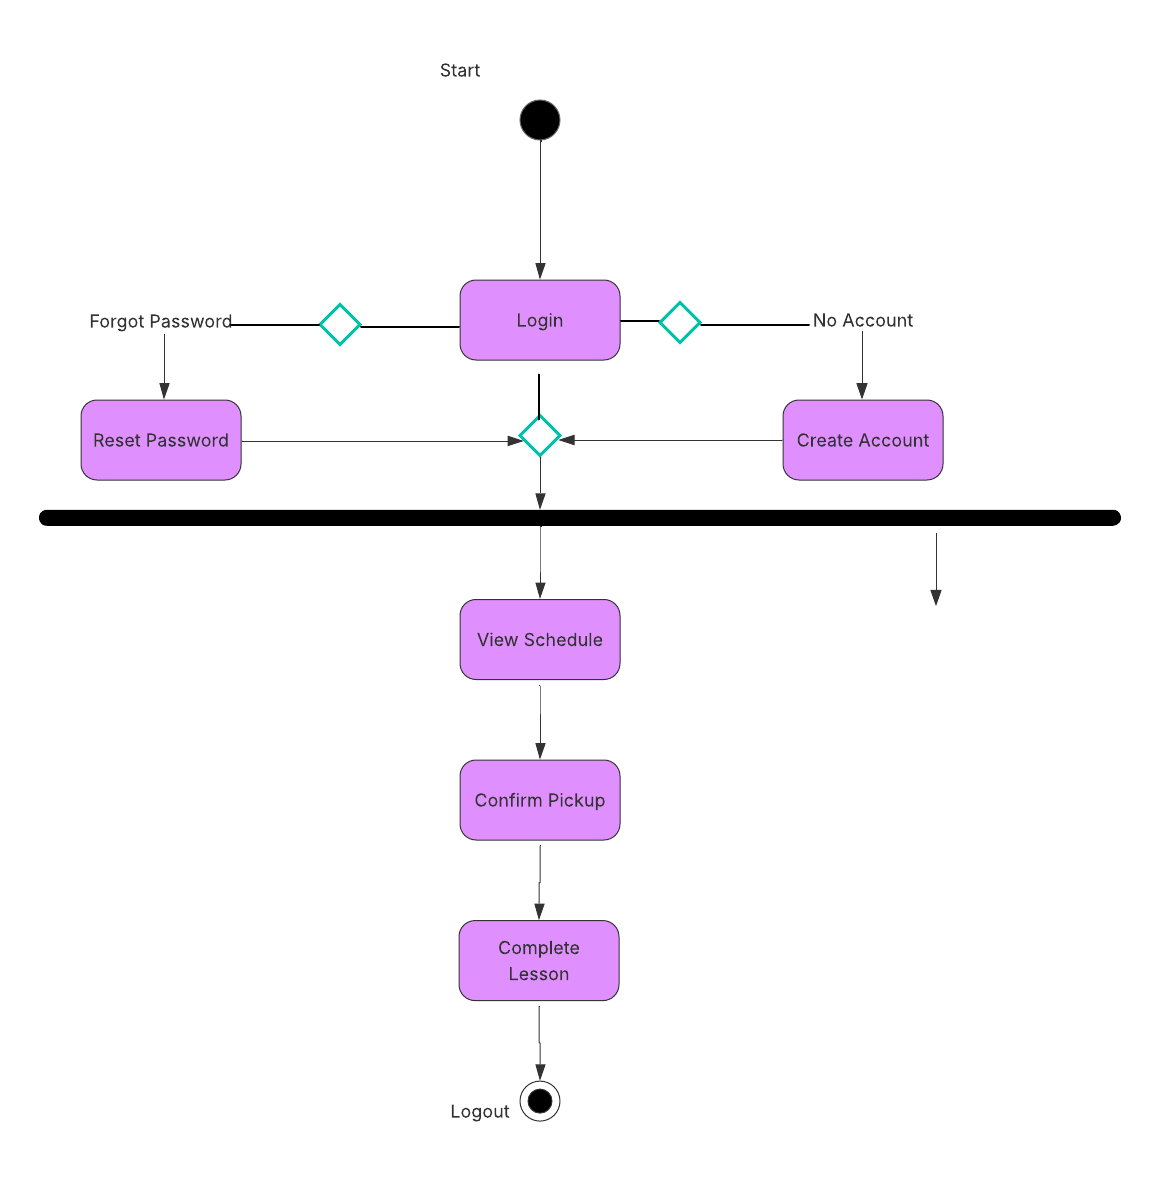 Start
Login
Forgot Password
No Account
Reset Password
Create Account
View Schedule
Confirm Pickup
Complete
Lesson
Logout